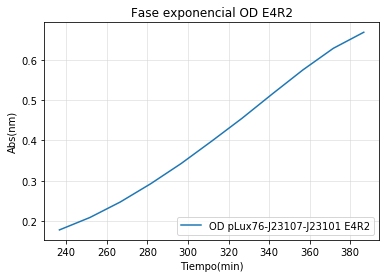 Fase exponencial OD E4R2
Abs(nm)
0.6
0.5
0.4
0.3
0.2
OD pLux76-J23107-J23101 E4R2
240 260 280 300 320 340 360 380
Tiempo(min)